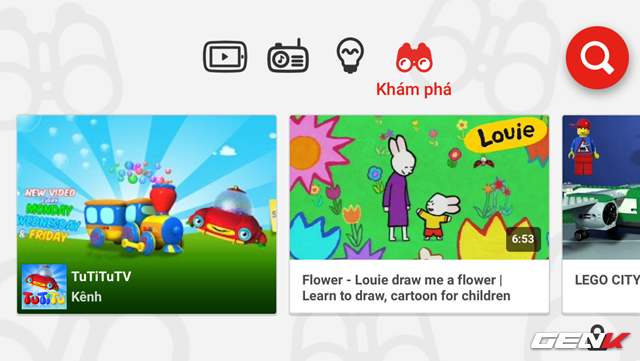 Khám phá
NEW VIDEO
MONDAY
WEDNESDAY
& FRIDAY
TuTiTu
TuTiTuTV
Kênh
Louie
6:53
Flower - Louie draw me a flower |
Learn to draw, cartoon for children
LEGO CITY
GENK